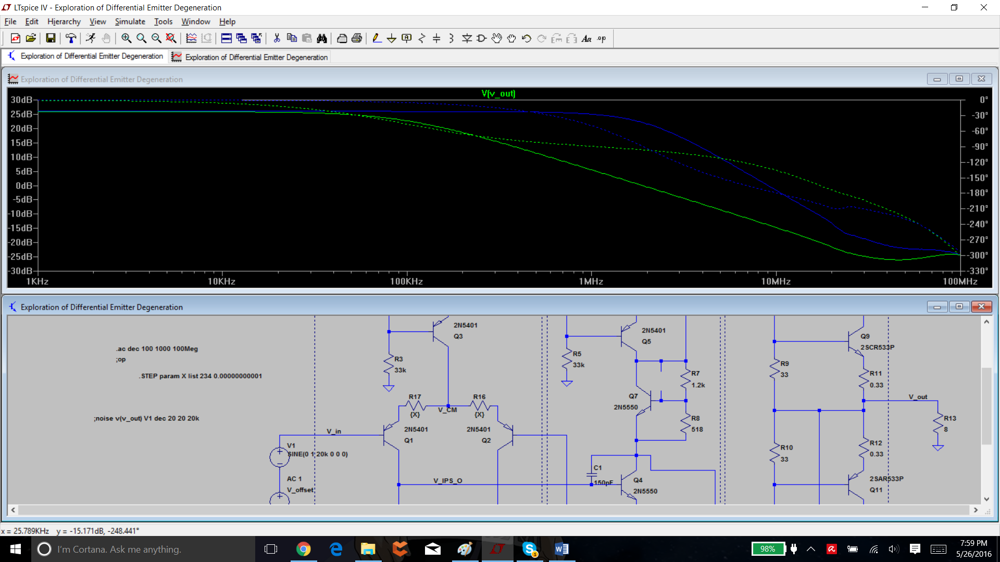 LTspice IV - Exploration of Differential Emitter Degeneration
File Edit Hierarchy View Simulate Tools Window Help
.op
Exploration of Differential Emitter Degeneration Exploration of Differential Emitter Degeneration
Exploration of Differential Emitter Degeneration
V(v_out)
30dB 0°
25dB -30°
20dB -60°
15dB -90°
10dB -120°
5dB -150°
0dB -180°
-5dB -210°
-10dB -240°
-15dB -270°
-20dB -300°
-25dB -330°
-30dB
1KHz 10KHz 100KHz 1MHz 10MHz 100MHz
Exploration of Differential Emitter Degeneration
.ac dec 100 1000 100Meg
;op
.STEP param X list 234 0.00000000001
;noise v(v_out) V1 dec 20 20 20k
2N5401
Q3
R3
33k
R17
{X}
V_CM
R16
{X}
2N5401
Q1
2N5401
Q2
V_in
V1
SINE(0 1 20k 0 0 0)
AC 1
V_offset
V_IPS_O
2N5401
Q5
R5
33k
R7
1.2k
Q7
2N5550
R8
518
C1
150pF
Q4
2N5550
Q9
2SCR533P
R9
33
R11
0.33
V_out
R13
8
R10
33
R12
0.33
2SAR533P
Q11
x = 25.789KHz y = -15.171dB, -248.441°
I'm Cortana. Ask me anything.
1
98%
7:59 PM
5/26/2016